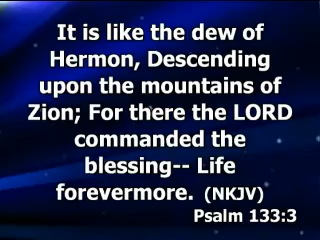 It is like the dew of
Hermon, Descending
upon the mountains of
Zion; For there the LORD
commanded the
blessing-- Life
forevermore. (NKJV)
Psalm 133:3